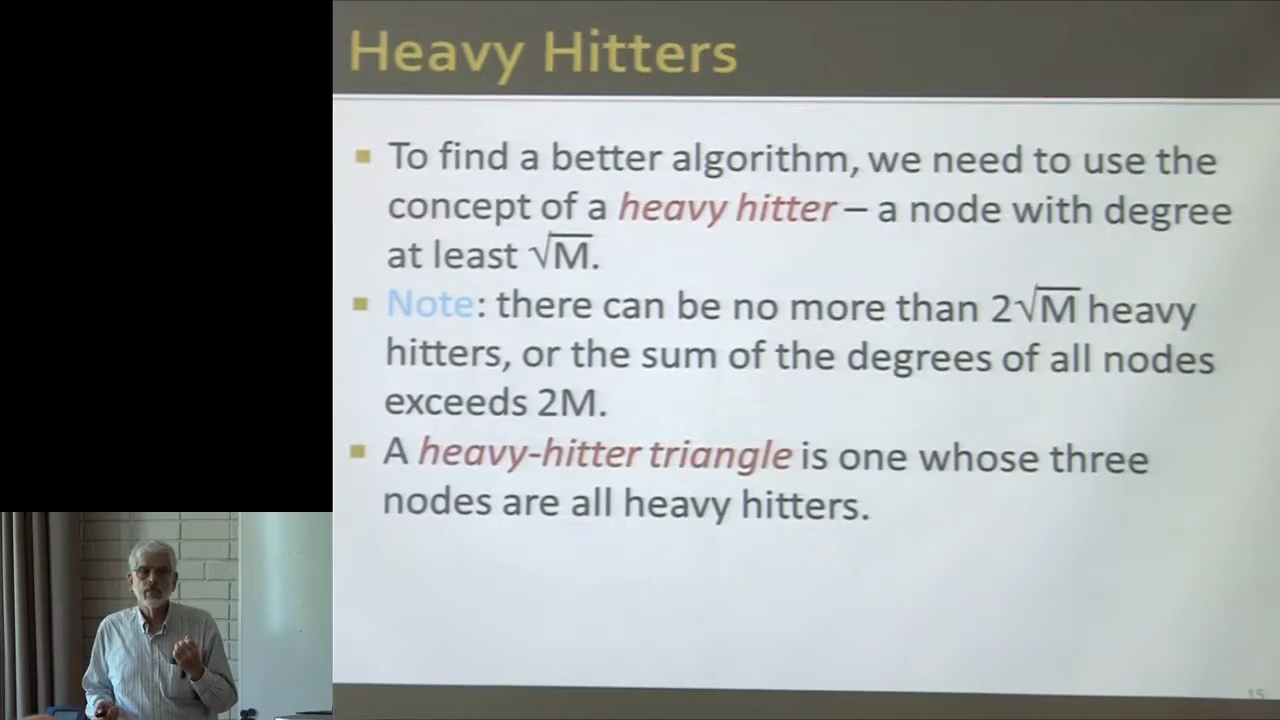 Heavy Hitters
To find a better algorithm, we need to use the
concept of a heavy hitter – a node with degree
at least √M.
Note: there can be no more than 2√M heavy
hitters, or the sum of the degrees of all nodes
exceeds 2M.
A heavy-hitter triangle is one whose three
nodes are all heavy hitters.
15